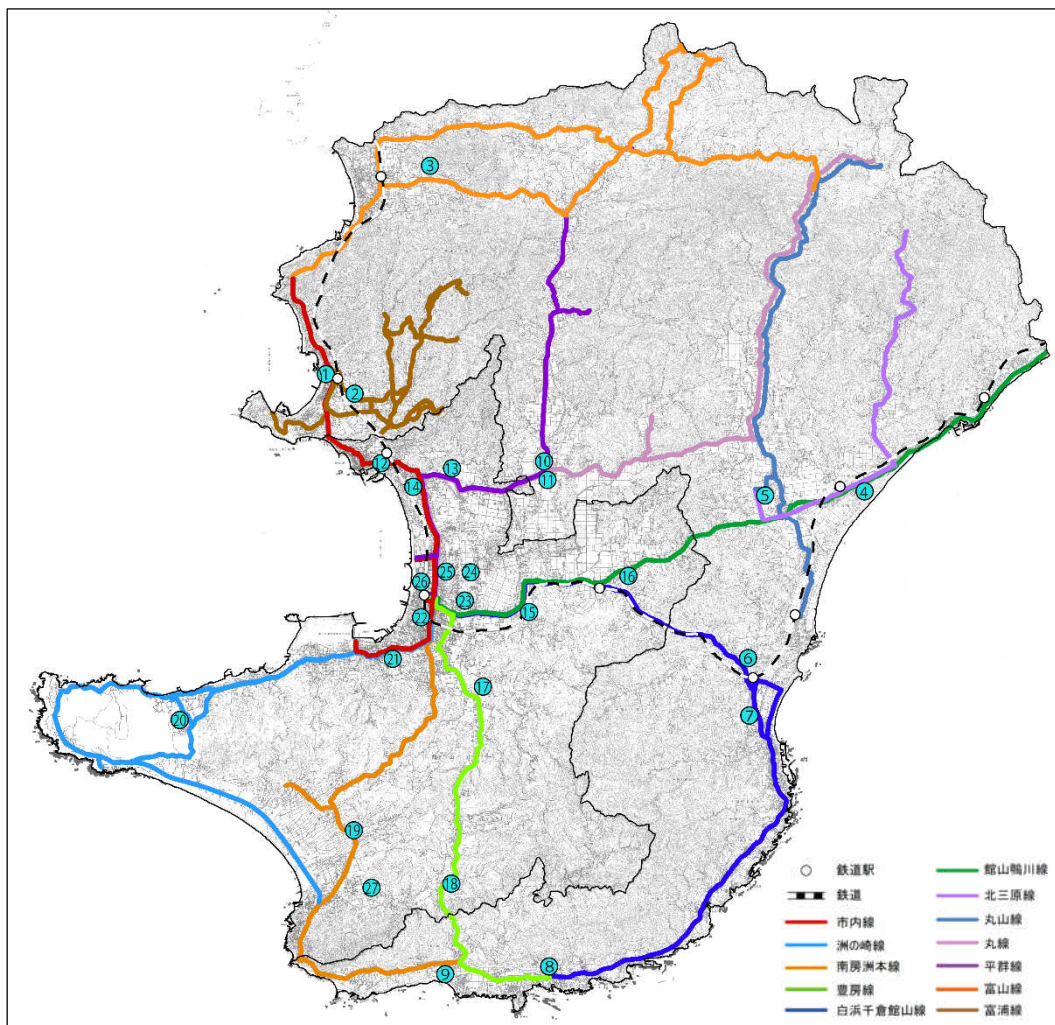 ③
①
②
⑫
⑬
⑩
⑪
⑭
⑤
④
㉖
㉕
㉔
㉓
㉒
⑮
⑯
㉑
⑥
⑰
⑦
⑳
⑲
㉗
⑱
⑨
⑧
鉄道駅
鉄道
市内線
洲の崎線
南房洲本線
豊房線
白浜千倉館山線
館山鴨川線
北三原線
丸山線
丸線
平群線
富山線
富浦線